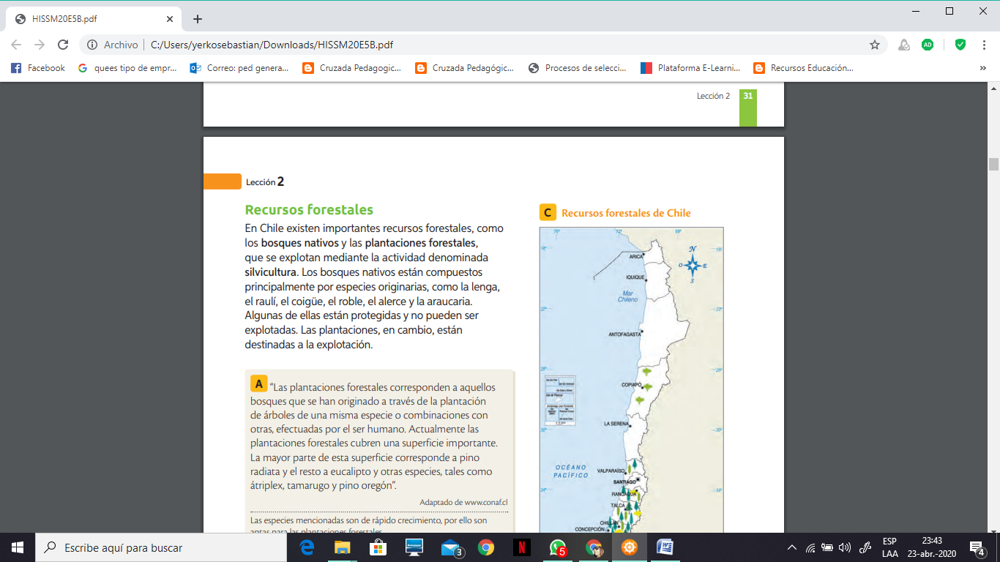 HISSM20E5B.pdf
Archivo
C:/Users/yerkosebastian/Downloads/HISSM20E5B.pdf
AD
Facebook
quees tipo de empr...
Correo: ped genera...
Cruzada Pedagogic...
Cruzada Pedagógic...
Procesos de selecci...
Plataforma E-Learni...
Recursos Educación...
Lección 2
31
Lección 2
Recursos forestales
En Chile existen importantes recursos forestales, como
los bosques nativos y las plantaciones forestales,
que se explotan mediante la actividad denominada
silvicultura. Los bosques nativos están compuestos
principalmente por especies originarias, como la lenga,
el raulí, el coigüe, el roble, el alerce y la araucaria.
Algunas de ellas están protegidas y no pueden ser
explotadas. Las plantaciones, en cambio, están
destinadas a la explotación.
A "Las plantaciones forestales corresponden a aquellos
bosques que se han originado a través de la plantación
de árboles de una misma especie o combinaciones con
otras, efectuadas por el ser humano. Actualmente las
plantaciones forestales cubren una superficie importante.
La mayor parte de esta superficie corresponde a pino
radiata y el resto a eucalipto y otras especies, tales como
átriplex, tamarugo y pino oregón".
Adaptado de www.conaf.cl
Las especies mencionadas son de rápido crecimiento, por ello son
aptas para las plantaciones forestales.
C Recursos forestales de Chile
N
O
E
S
ARICA
IQUIQUE
Mar
Chileno
ANTOFAGASTA
COPIAPÓ
LA SERENA
OCÉANO
PACÍFICO
VALPARAÍSO
SANTIAGO
RANCAGUA
TALCA
CHILLÁN
CONCEPCIÓN
Escribe aquí para buscar
3
5
ESP
LAA
23:43
23-abr.-2020
4